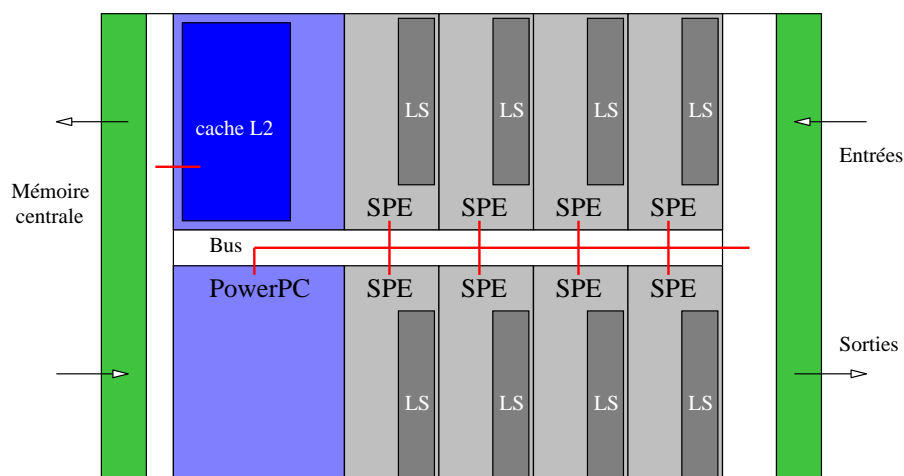 LS LS LS LS
cache L2
Entrées
Mémoire
centrale
SPE SPE SPE SPE
Bus
PowerPC SPE SPE SPE SPE
Sorties
LS LS LS LS